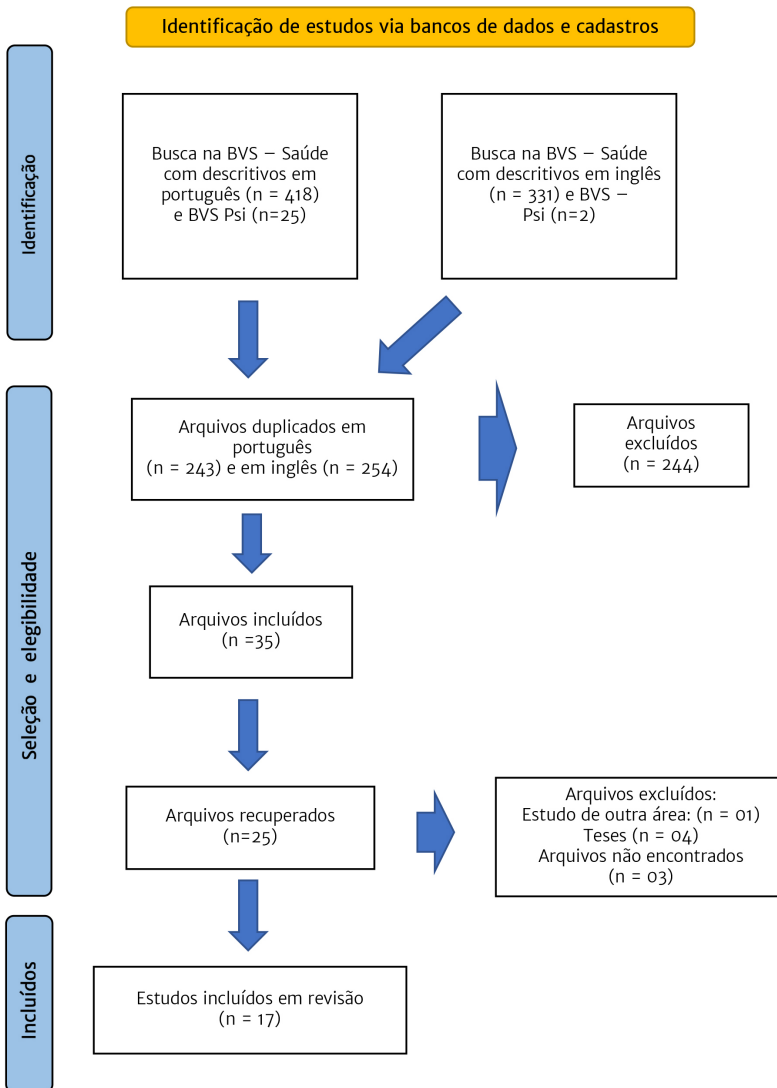 Identificação de estudos via bancos de dados e cadastros
Identificação
Busca na BVS – Saúde
com descritivos em
português (n = 418)
e BVS Psi (n=25)
Busca na BVS – Saúde
com descritivos em inglês
(n = 331) e BVS –
Psi (n=2)
Seleção e elegibilidade
Arquivos duplicados em
português
(n = 243) e em inglês (n = 254)
Arquivos
excluídos
(n = 244)
Arquivos incluídos
(n =35)
Arquivos recuperados
(n=25)
Arquivos excluídos:
Estudo de outra área: (n = 01)
Teses (n = 04)
Arquivos não encontrados
(n = 03)
Incluídos
Estudos incluídos em revisão
(n = 17)